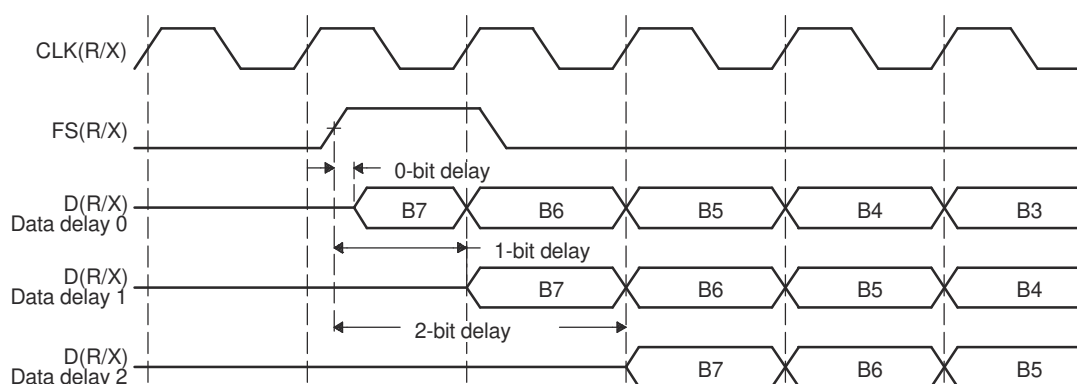 CLK(R/X)
FS(R/X)
0-bit delay
D(R/X)
Data delay 0
B7 B6 B5 B4 B3
1-bit delay
D(R/X)
Data delay 1
B7 B6 B5 B4
2-bit delay
D(R/X)
Data delay 2
B7 B6 B5